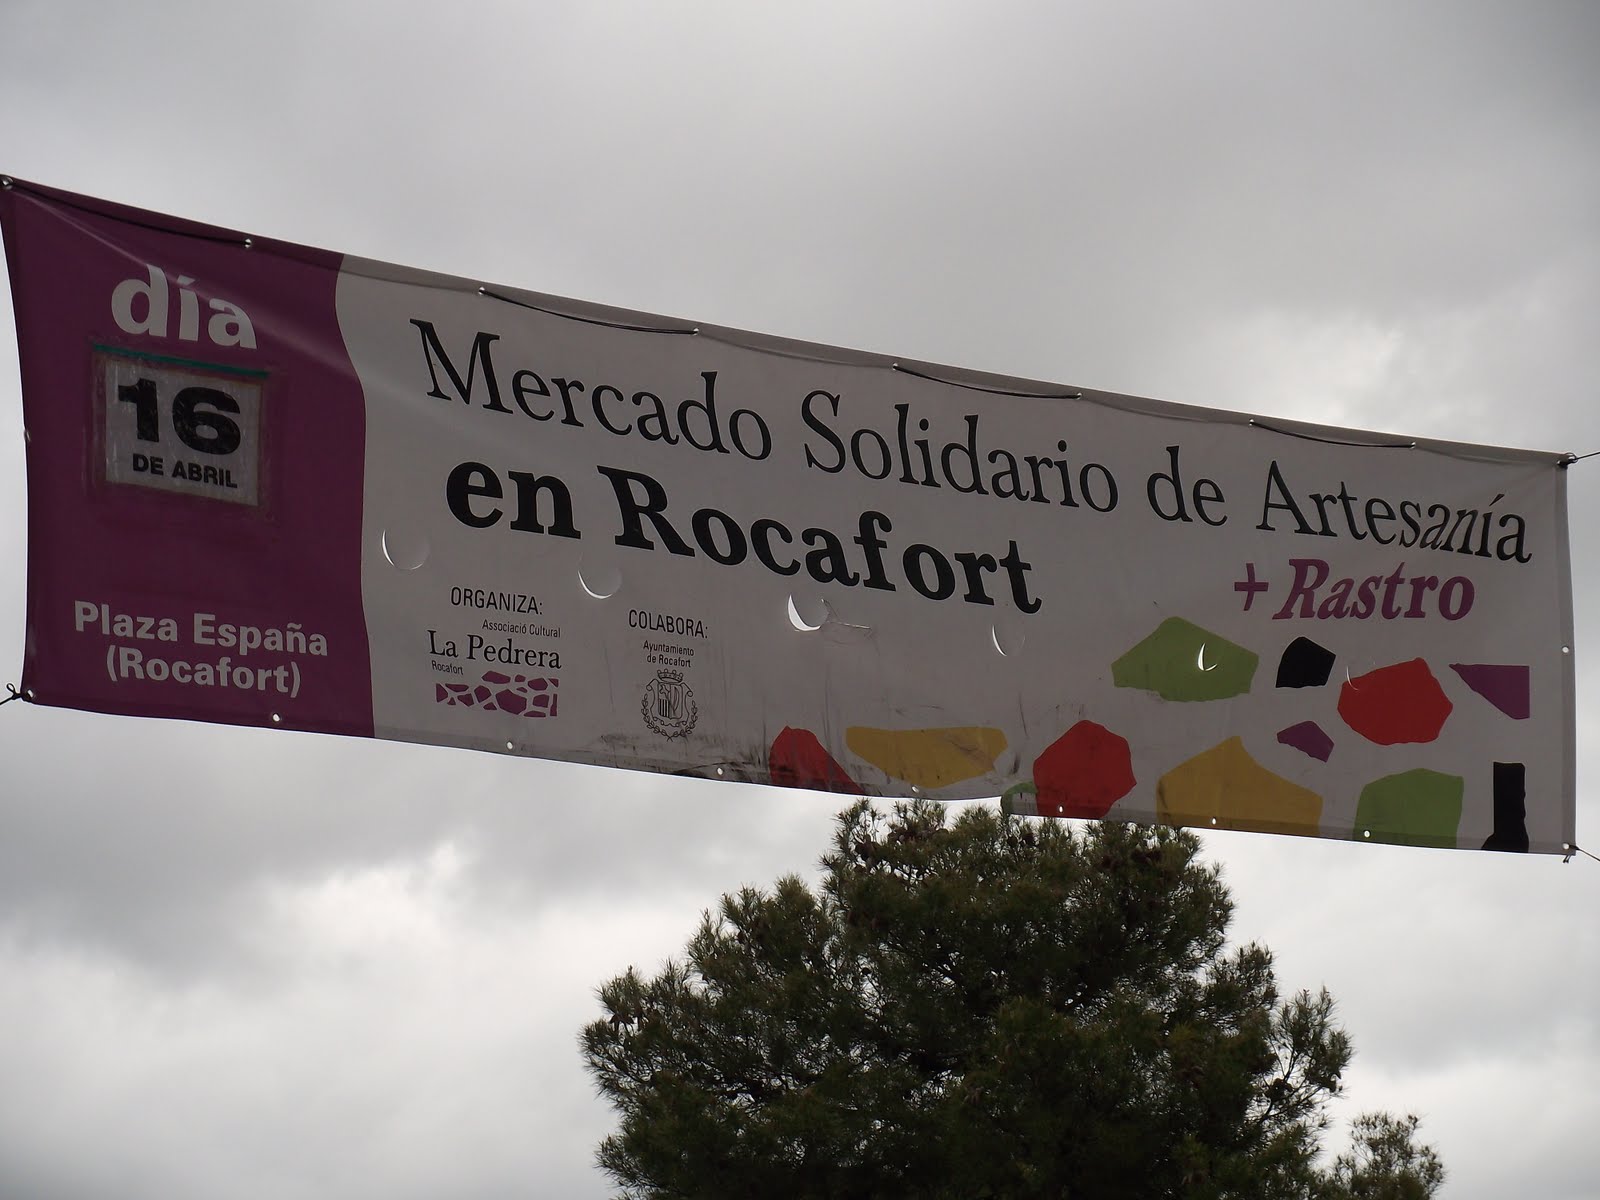 día
16
DE ABRIL
Plaza España
(Rocafort)
Mercado Solidario de Artesanía
en Rocafort
+ Rastro
ORGANIZA:
Associació Cultural
La Pedrera
Rocafort
COLABORA:
Ayuntamiento
de Rocafort